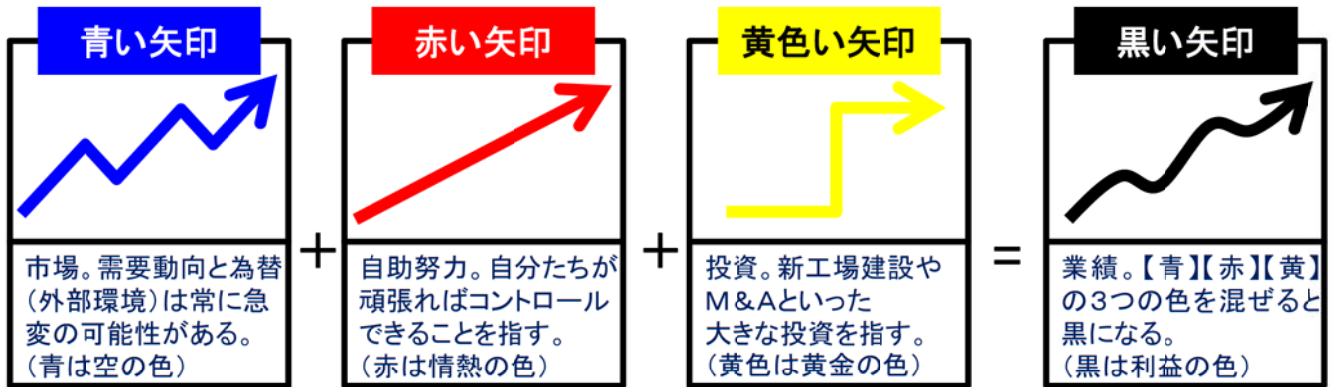 青い矢印
市場。需要動向と為替
(外部環境)は常に急
変の可能性がある。
(青は空の色)
+
赤い矢印
自助努力。自分たちが
頑張ればコントロール
できることを指す。
(赤は情熱の色)
+
黄色い矢印
投資。新工場建設や
M&Aといった
大きな投資を指す。
(黄色は黄金の色)
=
黒い矢印
業績。【青】【赤】【黄】
の3つの色を混ぜると
黒になる。
(黒は利益の色)